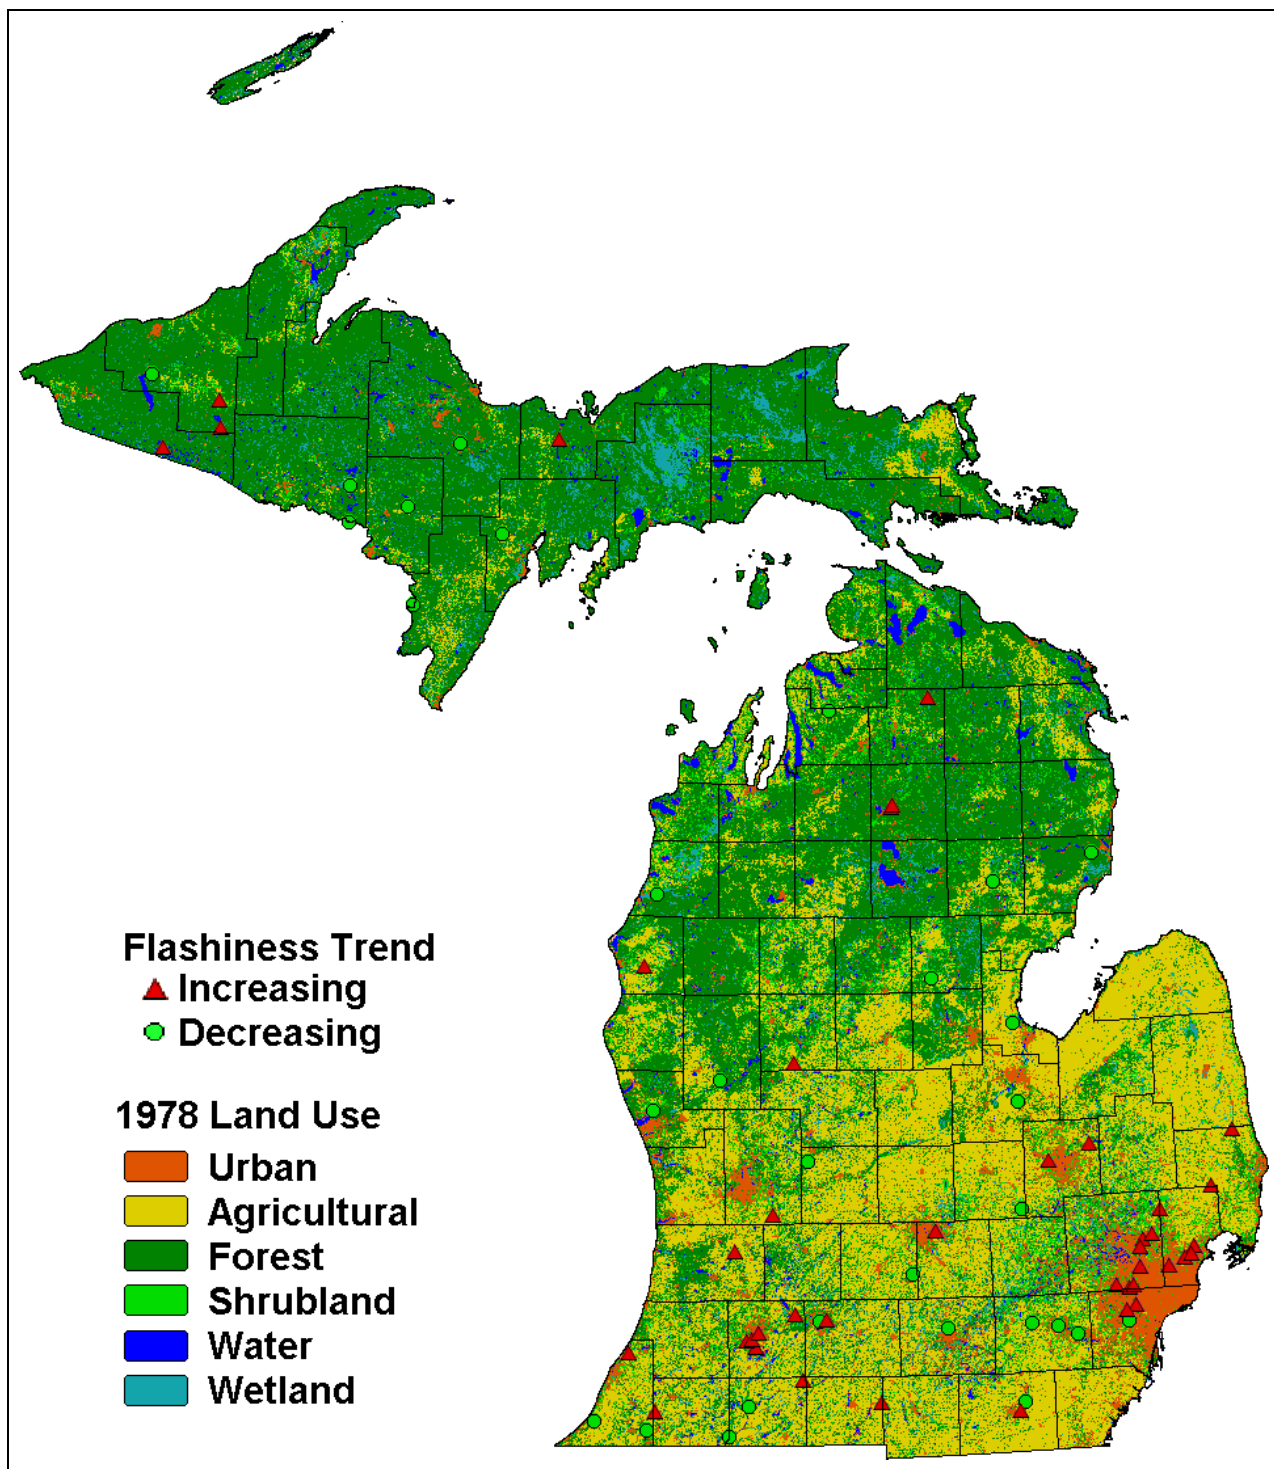 Flashiness Trend
Increasing
Decreasing
1978 Land Use
Urban
Agricultural
Forest
Shrubland
Water
Wetland